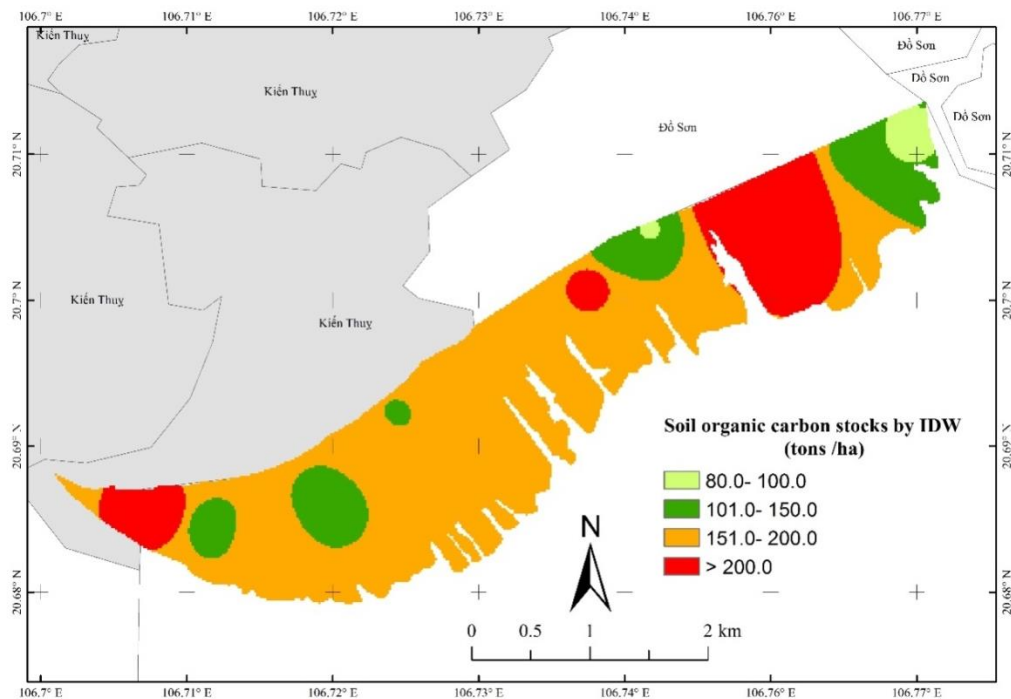 106.7° E 106.71° E 106.72° E 106.73° E 106.74° E 106.76° E 106.77° E
Kiến Thuỵ
Đồ Sơn
Kiến Thuỵ
Đồ Sơn
Đồ Sơn
Đồ Sơn
20.71° N 20.71° N
Kiến Thuỵ
Kiến Thuỵ
20.7° N 20.7° N
20.69° N 20.69° N
20.68° N 20.68° N
Soil organic carbon stocks by IDW
(tons /ha)
80.0- 100.0
101.0- 150.0
151.0- 200.0
> 200.0
N
0 0.5 1 2 km
106.7° E 106.71° E 106.72° E 106.73° E 106.74° E 106.76° E 106.77° E